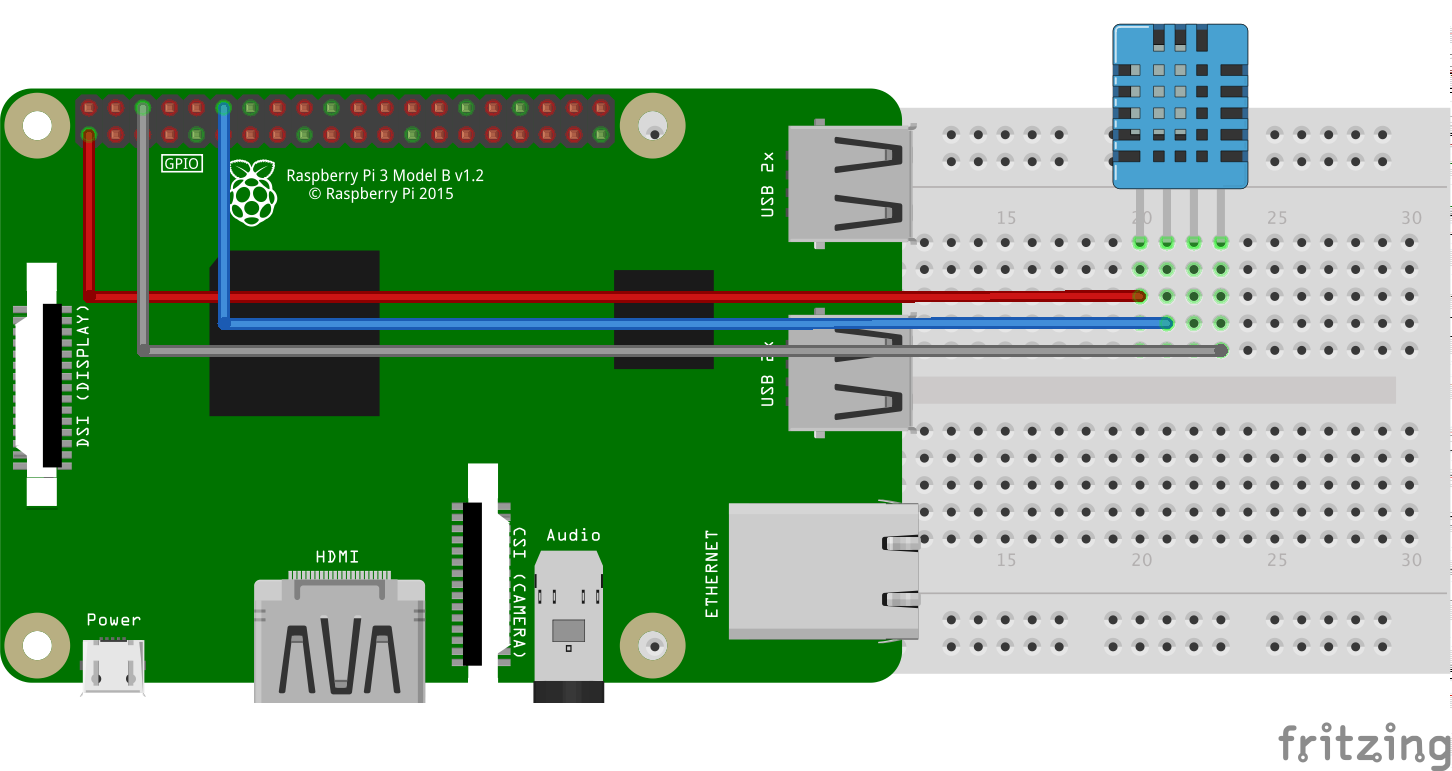 GPIO
Raspberry Pi 3 Model B v1.2
© Raspberry Pi 2015
USB 2x
15
20
25
30
DSI (DISPLAY)
USB 2x
HDMI
CSI (CAMERA)
Audio
ETHERNET
15
20
25
30
Power
fritzing